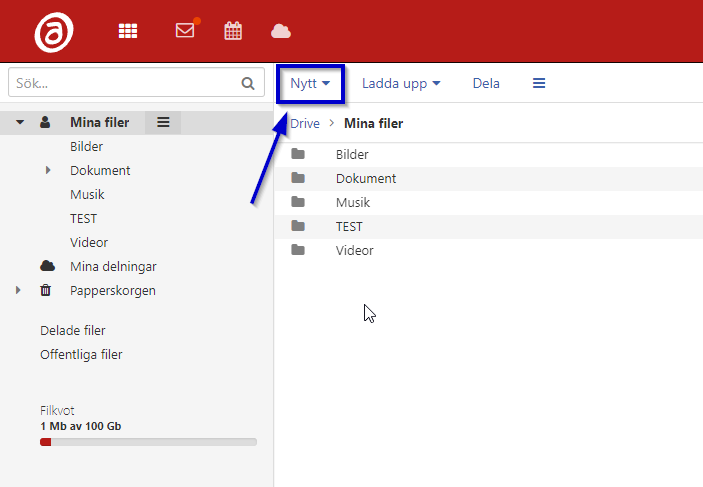 Sök...
Nytt
Ladda upp
Dela
Mina filer
Bilder
Dokument
Musik
TEST
Videor
Mina delningar
Papperskorgen
Delade filer
Offentliga filer
Filkvot
1 Mb av 100 Gb
Drive > Mina filer
Bilder
Dokument
Musik
TEST
Videor